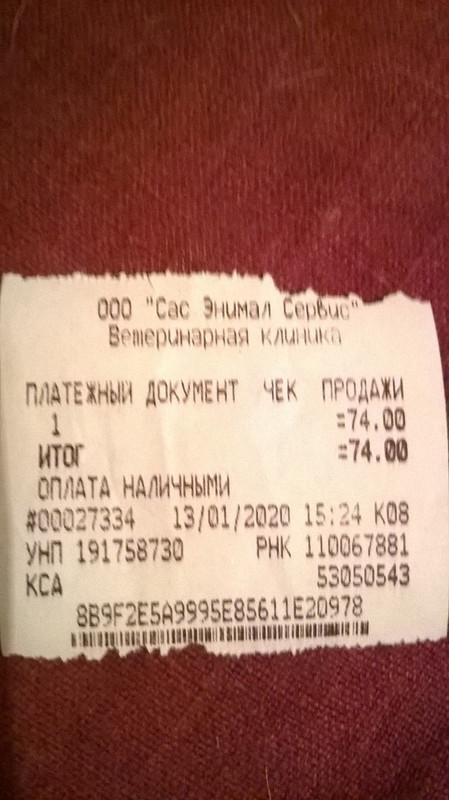 ООО "Сас Энимал Сервис"
Ветеринарная клиника
ПЛАТЕЖНЫЙ ДОКУМЕНТ ЧЕК ПРОДАЖИ
1 =74.00
ИТОГ =74.00
ОПЛАТА НАЛИЧНЫМИ
#00027334 13/01/2020 15:24 К08
УНП 191758730 РНК 110067881
КСА 53050543
8B9F2E5A9995E85611E20978